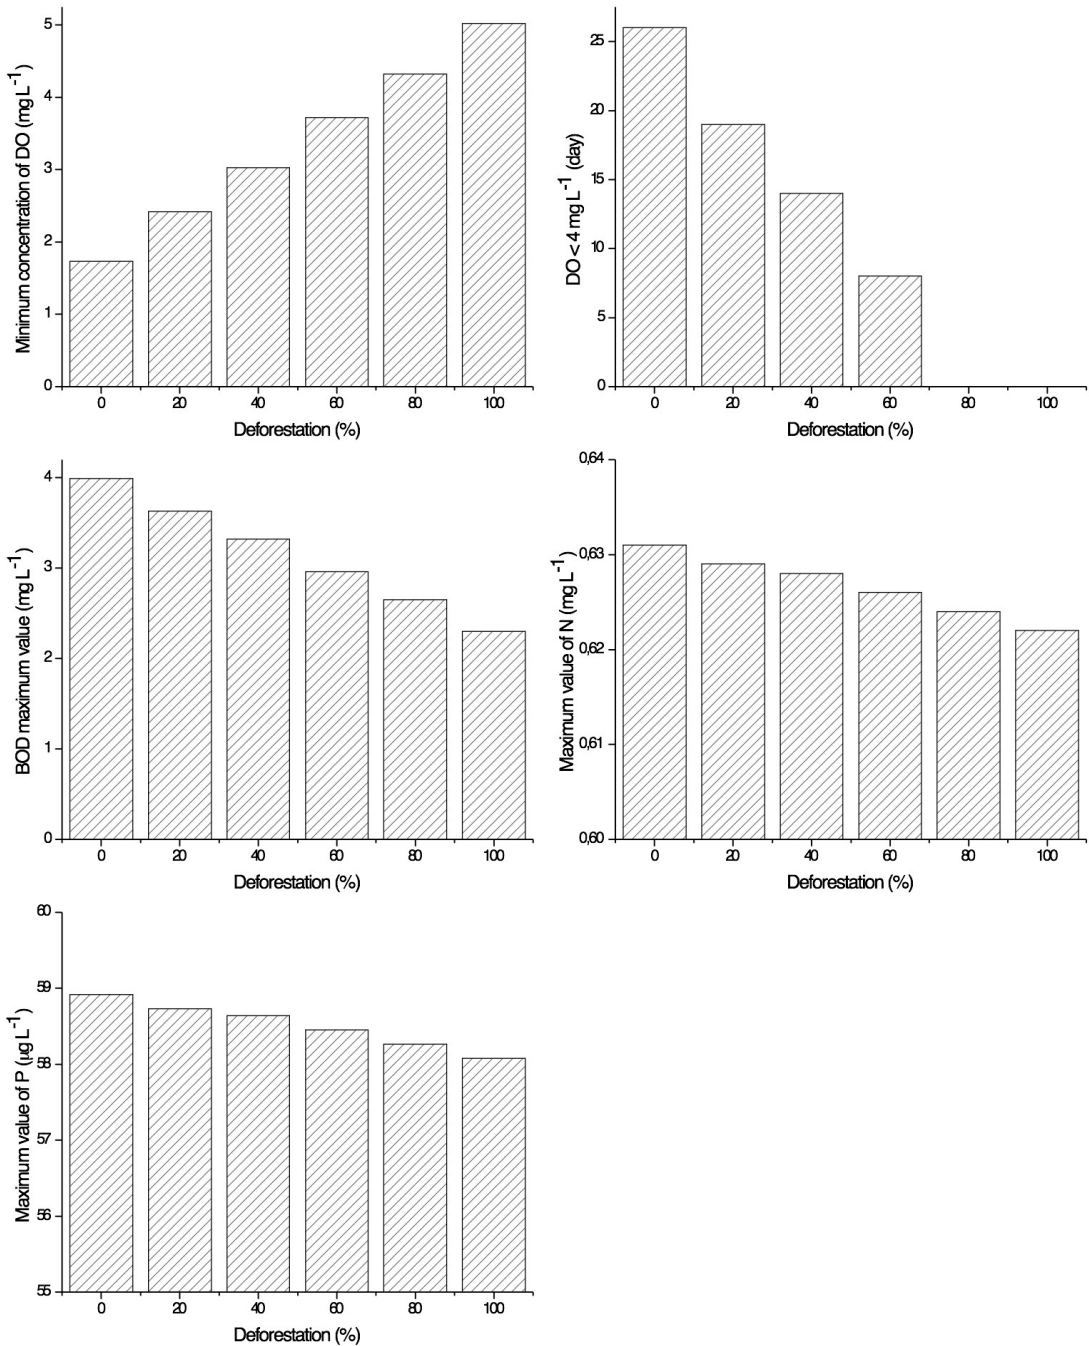 Minimum concentration of DO (mg L⁻¹)
5
4
3
2
1
0
0 20 40 60 80 100
Deforestation (%)
DO < 4 mg L⁻¹ (day)
25
20
15
10
5
0
0 20 40 60 80 100
Deforestation (%)
BOD maximum value (mg L⁻¹)
4
3
2
1
0
0 20 40 60 80 100
Deforestation (%)
Maximum value of N (mg L⁻¹)
0,64
0,63
0,62
0,61
0,60
0 20 40 60 80 100
Deforestation (%)
Maximum value of P (µg L⁻¹)
60
59
58
57
56
55
0 20 40 60 80 100
Deforestation (%)